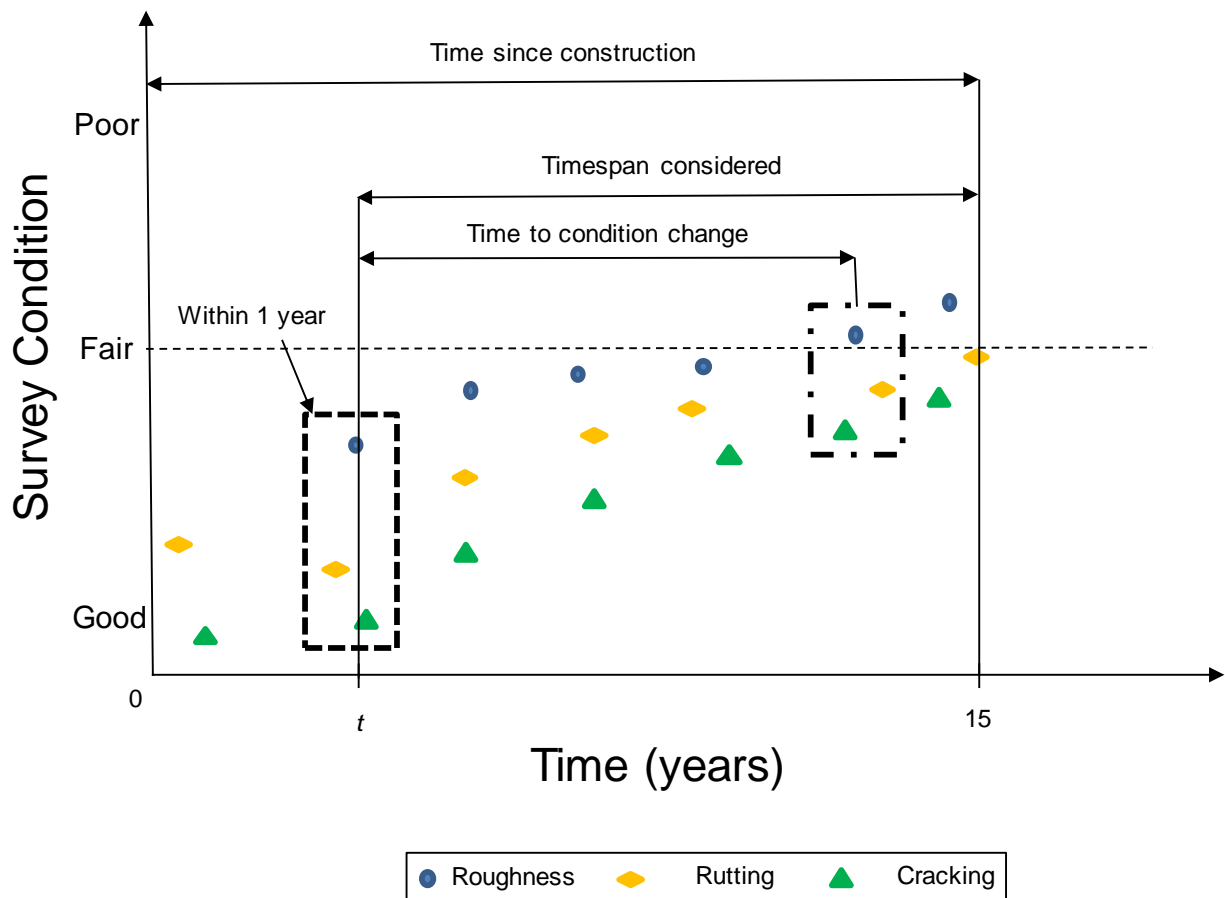 Time since construction
Poor
Timespan considered
Time to condition change
Within 1 year
Fair
Survey Condition
Good
0
t
15
Time (years)
Roughness
Rutting
Cracking